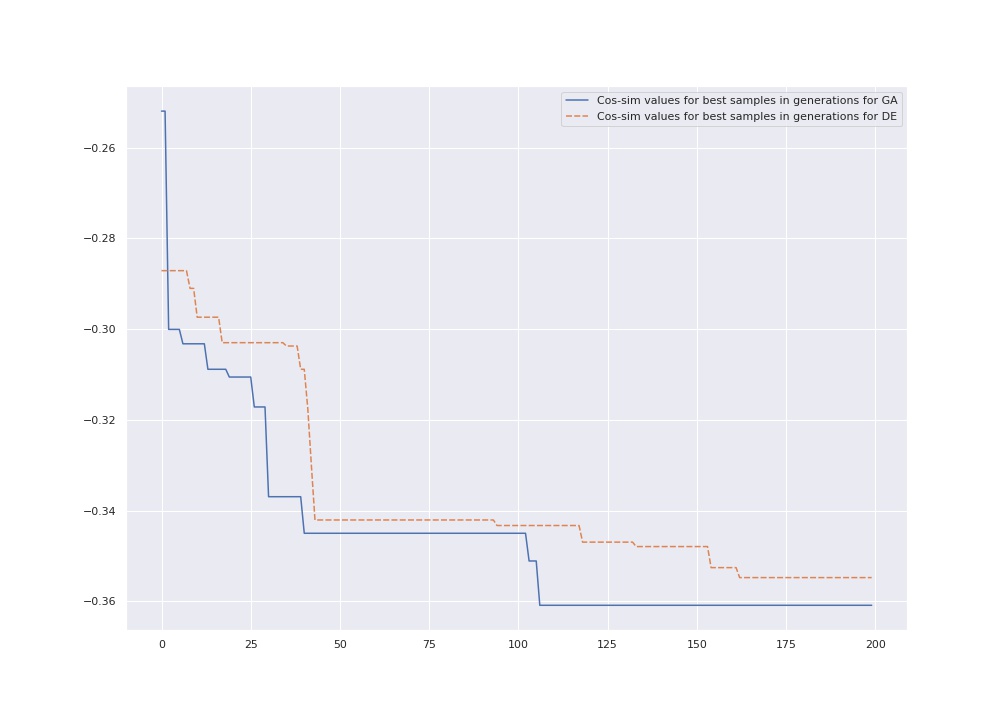 Cos-sim values for best samples in generations for GA
Cos-sim values for best samples in generations for DE
−0.26
−0.28
−0.30
−0.32
−0.34
−0.36
0 25 50 75 100 125 150 175 200